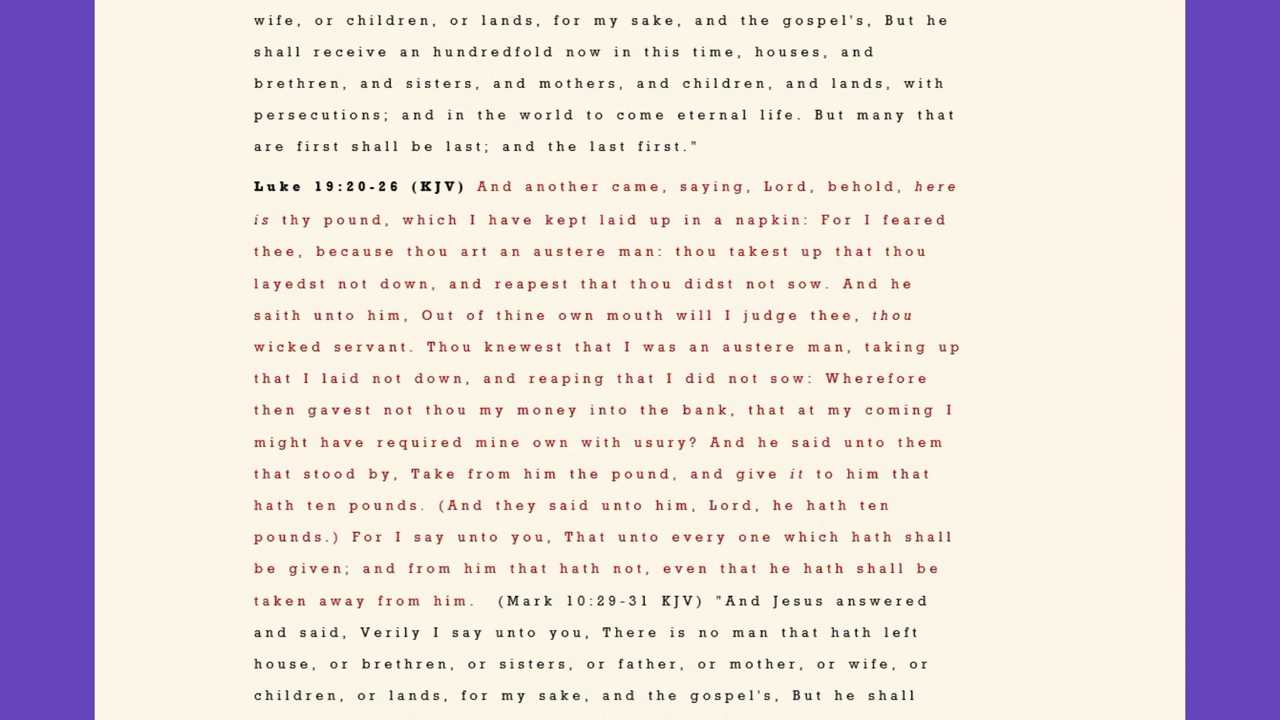 wife, or children, or lands, for my sake, and the gospel's, But he
shall receive an hundredfold now in this time, houses, and
brethren, and sisters, and mothers, and children, and lands, with
persecutions; and in the world to come eternal life. But many that
are first shall be last; and the last first."
Luke 19:20-26 (KJV) And another came, saying, Lord, behold, here
is thy pound, which I have kept laid up in a napkin: For I feared
thee, because thou art an austere man: thou takest up that thou
layedst not down, and reapest that thou didst not sow. And he
saith unto him, Out of thine own mouth will I judge thee, thou
wicked servant. Thou knewest that I was an austere man, taking up
that I laid not down, and reaping that I did not sow: Wherefore
then gavest not thou my money into the bank, that at my coming I
might have required mine own with usury? And he said unto them
that stood by, Take from him the pound, and give it to him that
hath ten pounds. (And they said unto him, Lord, he hath ten
pounds.) For I say unto you, That unto every one which hath shall
be given; and from him that hath not, even that he hath shall be
taken away from him. (Mark 10:29-31 KJV) "And Jesus answered
and said, Verily I say unto you, There is no man that hath left
house, or brethren, or sisters, or father, or mother, or wife, or
children, or lands, for my sake, and the gospel's, But he shall